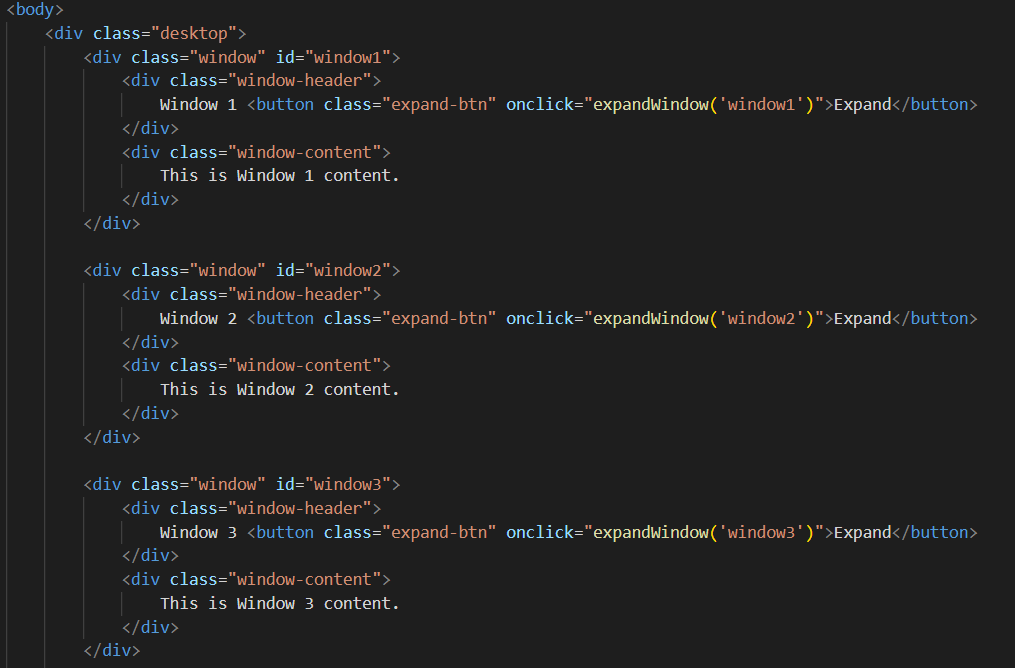 <body>
<div class="desktop">
<div class="window" id="window1">
<div class="window-header">
Window 1 <button class="expand-btn" onclick="expandWindow('window1')">Expand</button>
</div>
<div class="window-content">
This is Window 1 content.
</div>
</div>
<div class="window" id="window2">
<div class="window-header">
Window 2 <button class="expand-btn" onclick="expandWindow('window2')">Expand</button>
</div>
<div class="window-content">
This is Window 2 content.
</div>
</div>
<div class="window" id="window3">
<div class="window-header">
Window 3 <button class="expand-btn" onclick="expandWindow('window3')">Expand</button>
</div>
<div class="window-content">
This is Window 3 content.
</div>
</div>